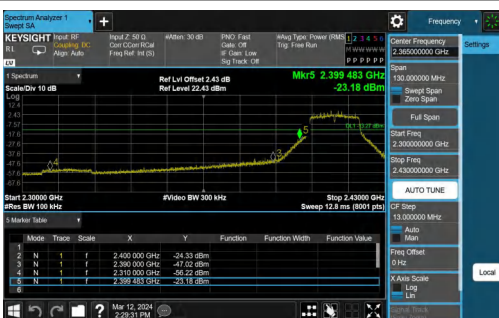 Spectrum Analyzer 1
Swept SA
Frequency
Settings
KEYSIGHT
Input: RF
Coupling: DC
Align: Auto
Input Z: 50 Ω
Corr CCorr RCal
Freq Ref: Int (S)
#Atten: 30 dB
PNO: Fast
Gate: Off
IF Gain: Low
Sig Track: Off
#Avg Type: Power (RMS
Trig: Free Run
1 2 3 4 5 6
M W W W W W
P P P P P P
LVI
1 Spectrum
Scale/Div 10 dB
Log
Ref Lvl Offset 2.43 dB
Ref Level 22.43 dBm
Mkr5 2.399 483 GHz
-23.18 dBm
12.4
2.43
-7.57
-17.6
-27.6
-37.6
-47.6
-57.6
-67.6
4
3
5
Start 2.30000 GHz
#Res BW 100 kHz
#Video BW 300 kHz
Stop 2.43000 GHz
Sweep 12.8 ms (8001 pts)
5 Marker Table
Mode Trace Scale X Y Function Function Width Function Value
1
2 N 1 f 2.400 000 GHz -24.33 dBm
3 N 1 f 2.390 000 GHz -47.02 dBm
4 N 1 f 2.310 000 GHz -56.22 dBm
5 N 1 f 2.399 483 GHz -23.18 dBm
6
Mar 12, 2024
2:29:31 PM
Center Frequency
2.365000000 GHz
Span
130.000000 MHz
Swept Span
Zero Span
Full Span
Start Freq
2.300000000 GHz
Stop Freq
2.430000000 GHz
AUTO TUNE
CF Step
13.000000 MHz
Auto
Man
Freq Offset
0 Hz
X Axis Scale
Log
Lin
Signal Track
Local